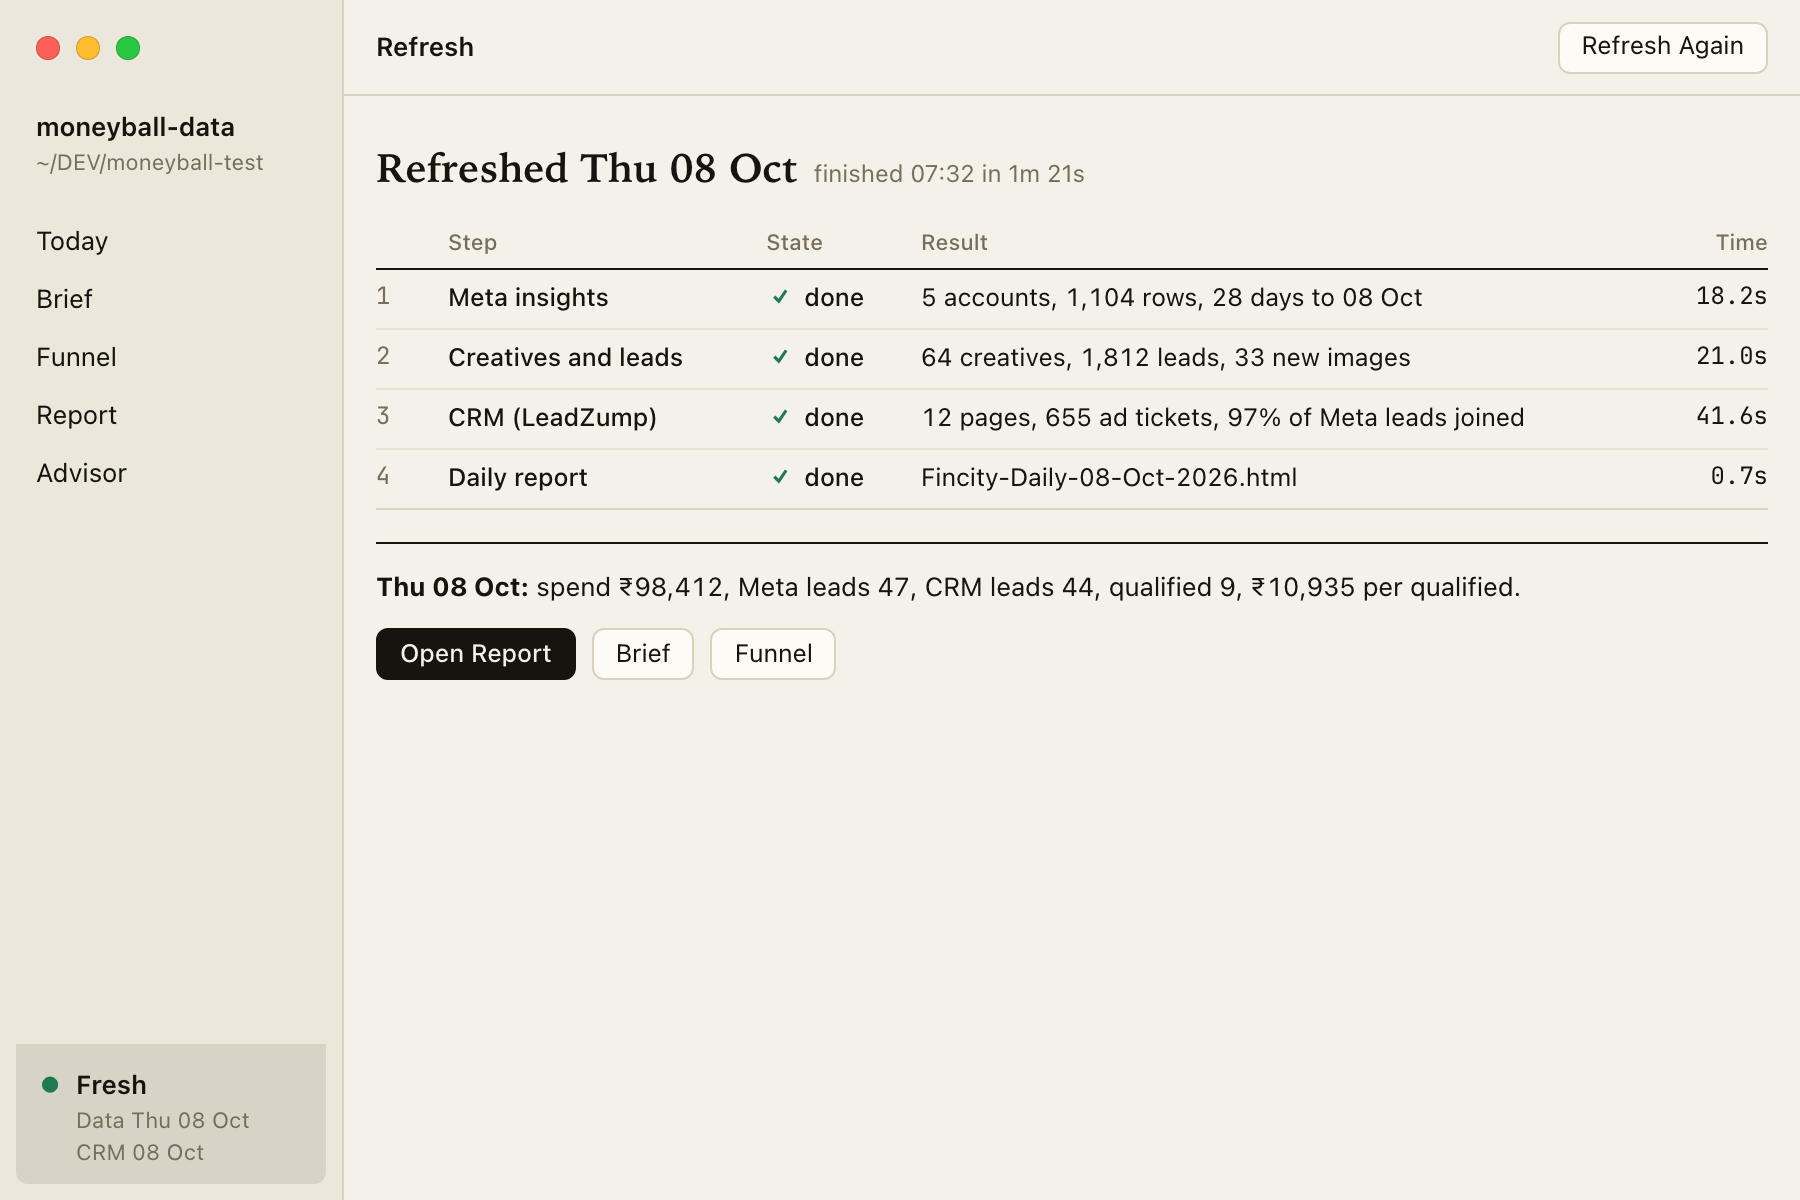 moneyball-data
~/DEV/moneyball-test
Today
Brief
Funnel
Report
Advisor
Fresh
Data Thu 08 Oct
CRM 08 Oct
Refresh
Refresh Again
Refreshed Thu 08 Oct finished 07:32 in 1m 21s
Step State Result Time
1 Meta insights ✓ done 5 accounts, 1,104 rows, 28 days to 08 Oct 18.2s
2 Creatives and leads ✓ done 64 creatives, 1,812 leads, 33 new images 21.0s
3 CRM (LeadZump) ✓ done 12 pages, 655 ad tickets, 97% of Meta leads joined 41.6s
4 Daily report ✓ done Fincity-Daily-08-Oct-2026.html 0.7s
Thu 08 Oct: spend ₹98,412, Meta leads 47, CRM leads 44, qualified 9, ₹10,935 per qualified.
Open Report Brief Funnel